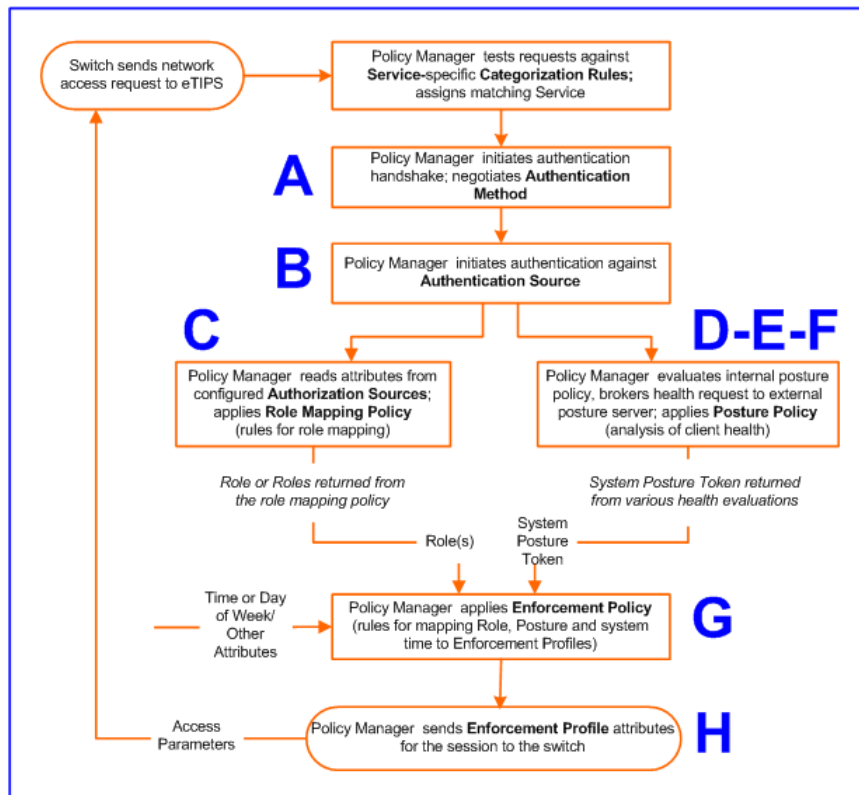 Switch sends network
access request to eTIPS
Policy Manager tests requests against
Service-specific Categorization Rules;
assigns matching Service
A
Policy Manager initiates authentication
handshake; negotiates Authentication
Method
B
Policy Manager initiates authentication against
Authentication Source
C
D-E-F
Policy Manager reads attributes from
configured Authorization Sources;
applies Role Mapping Policy
(rules for role mapping)
Policy Manager evaluates internal posture
policy, brokers health request to external
posture server; applies Posture Policy
(analysis of client health)
Role or Roles returned from
the role mapping policy
System Posture Token returned
from various health evaluations
Role(s)
System
Posture
Token
Time or Day
of Week/
Other
Attributes
Policy Manager applies Enforcement Policy
(rules for mapping Role, Posture and system
time to Enforcement Profiles)
G
Access
Parameters
Policy Manager sends Enforcement Profile attributes
for the session to the switch
H